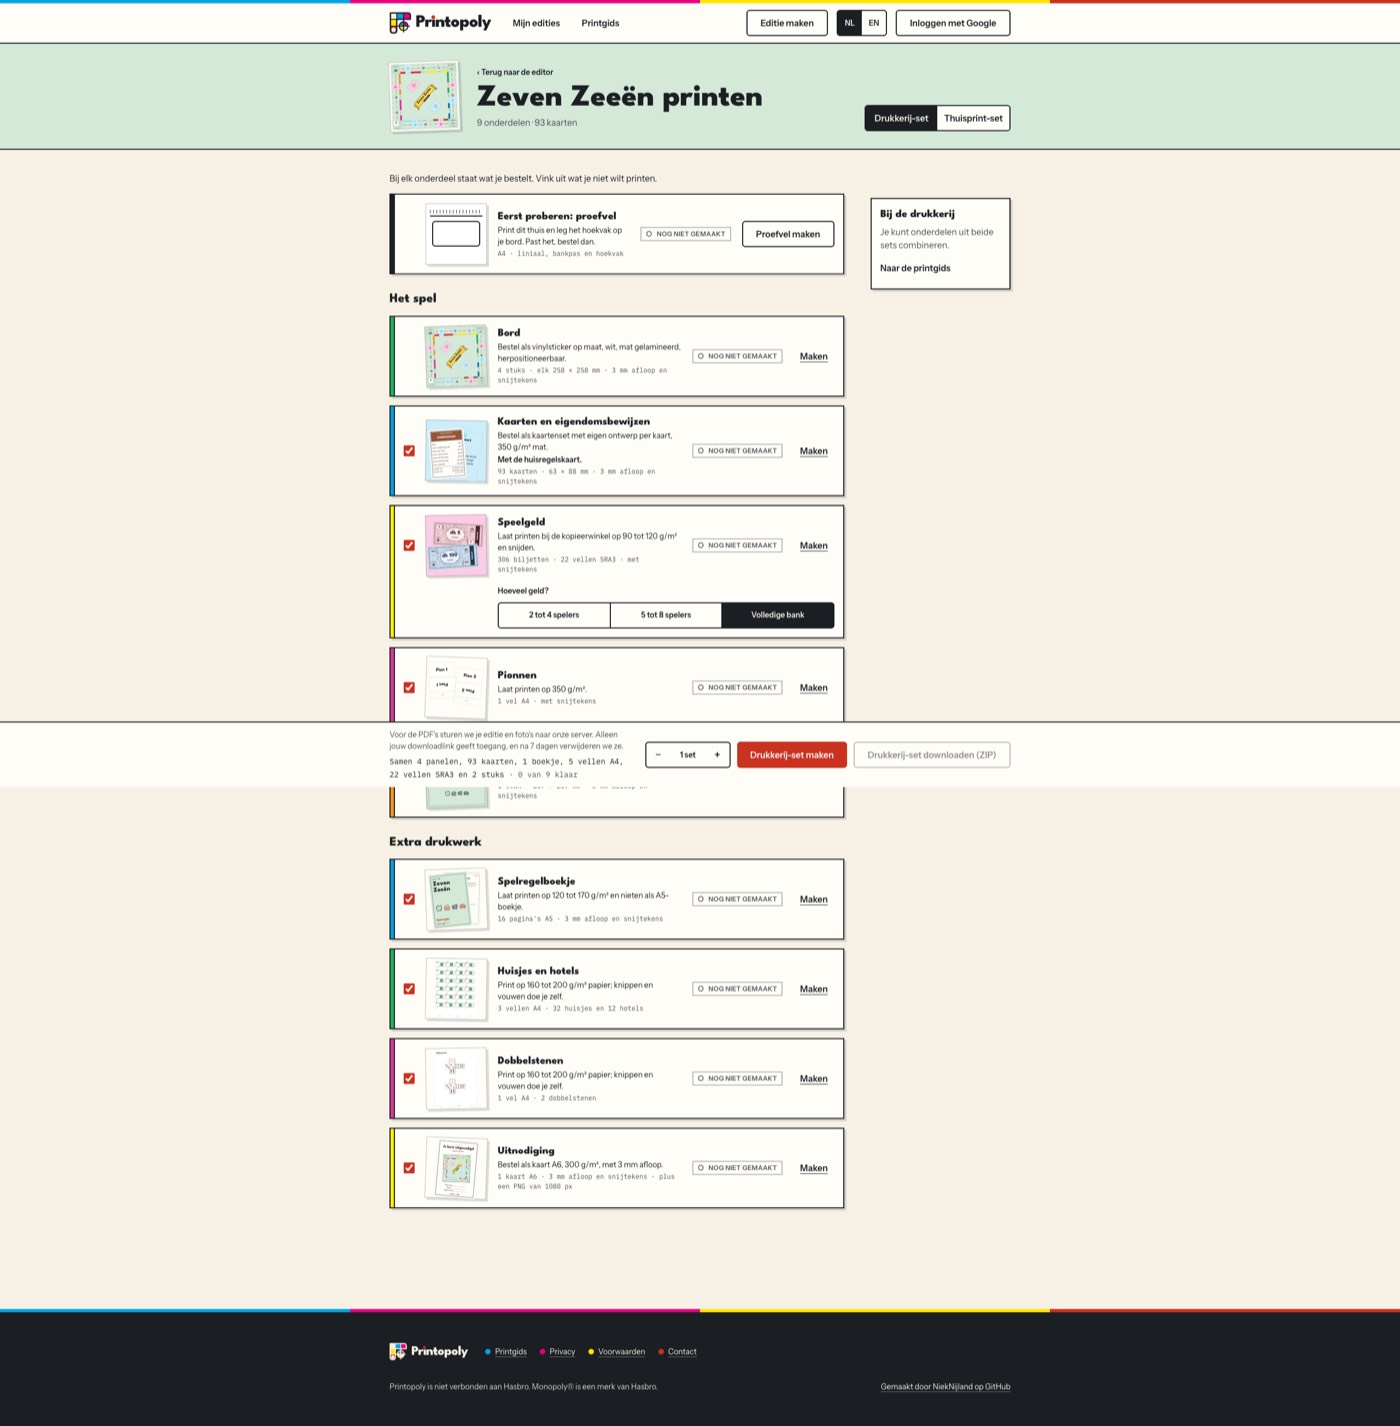 Printopoly
Mijn edities
Printgids
Editie maken
NL
EN
Inloggen met Google
‹ Terug naar de editor
Zeven Zeeën printen
9 onderdelen · 93 kaarten
Drukkerij-set
Thuisprint-set
Bij elk onderdeel staat wat je bestelt. Vink uit wat je niet wilt printen.
Eerst proberen: proefvel
Print dit thuis en leg het hoekvak op
je bord. Past het, bestel dan.
A4 · liniaal, bankpas en hoekvak
NOG NIET GEMAAKT
Proefvel maken
Bij de drukkerij
Je kunt onderdelen uit beide
sets combineren.
Naar de printgids
Het spel
Bord
Bestel als vinylsticker op maat, wit, mat gelamineerd,
herpositioneerbaar.
4 stuks · elk 258 × 258 mm · 3 mm afloop en
snijtekens
NOG NIET GEMAAKT
Maken
Kaarten en eigendomsbewijzen
Bestel als kaartenset met eigen ontwerp per kaart,
350 g/m² mat.
Met de huisregelskaart.
93 kaarten · 63 × 88 mm · 3 mm afloop en
snijtekens
NOG NIET GEMAAKT
Maken
Speelgeld
Laat printen bij de kopieerwinkel op 90 tot 120 g/m²
en snijden.
306 biljetten · 22 vellen SRA3 · met
snijtekens
NOG NIET GEMAAKT
Maken
Hoeveel geld?
2 tot 4 spelers
5 tot 8 spelers
Volledige bank
Pionnen
Laat printen op 350 g/m².
1 vel A4 · met snijtekens
NOG NIET GEMAAKT
Maken
Voor de PDF's sturen we je editie en foto's naar onze server. Alleen
jouw downloadlink geeft toegang, en na 7 dagen verwijderen we ze.
Samen 4 panelen, 93 kaarten, 1 boekje, 5 vellen A4,
22 vellen SRA3 en 2 stuks · 0 van 9 klaar
− 1 set +
Drukkerij-set maken
Drukkerij-set downloaden (ZIP)
snijtekens
Extra drukwerk
Zeven
Zeeën
Spelregelboekje
Laat printen op 120 tot 170 g/m² en nieten als A5-
boekje.
16 pagina's A5 · 3 mm afloop en snijtekens
NOG NIET GEMAAKT
Maken
Huisjes en hotels
Print op 160 tot 200 g/m² papier; knippen en
vouwen doe je zelf.
3 vellen A4 · 32 huisjes en 12 hotels
NOG NIET GEMAAKT
Maken
Dobbelstenen
Print op 160 tot 200 g/m² papier; knippen en
vouwen doe je zelf.
1 vel A4 · 2 dobbelstenen
NOG NIET GEMAAKT
Maken
Uitnodiging
Bestel als kaart A6, 300 g/m², met 3 mm afloop.
1 kaart A6 · 3 mm afloop en snijtekens · plus
een PNG van 1080 px
NOG NIET GEMAAKT
Maken
Printopoly
Printgids
Privacy
Voorwaarden
Contact
Printopoly is niet verbonden aan Hasbro. Monopoly® is een merk van Hasbro.
Gemaakt door NiekNijland op GitHub